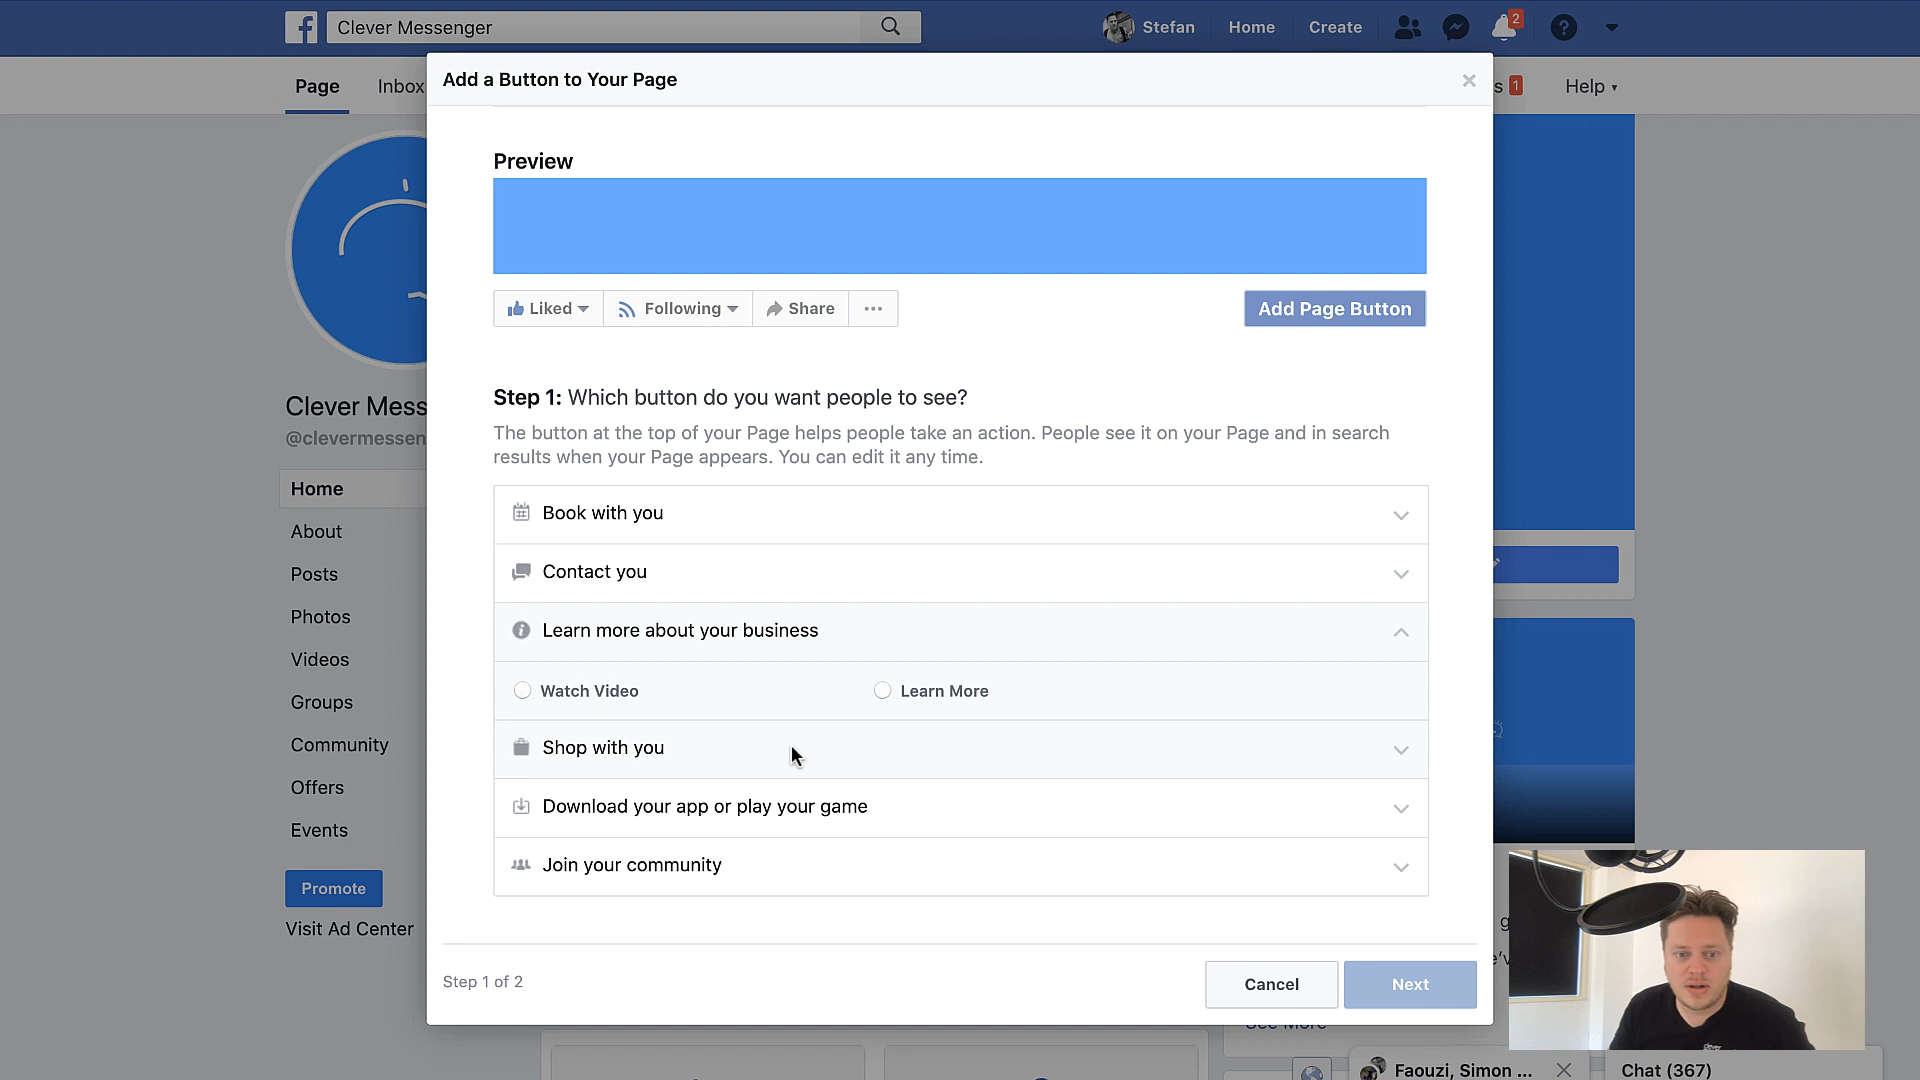 Clever Messenger
Stefan
Home
Create
2
Page
Inbox
s 1
Help
Add a Button to Your Page
Preview
Liked
Following
Share
Add Page Button
Step 1: Which button do you want people to see?
The button at the top of your Page helps people take an action. People see it on your Page and in search
results when your Page appears. You can edit it any time.
Book with you
Contact you
Learn more about your business
Watch Video
Learn More
Shop with you
Download your app or play your game
Join your community
Step 1 of 2
Cancel
Next
Clever Mess
@clevermessen
Home
About
Posts
Photos
Videos
Groups
Community
Offers
Events
Promote
Visit Ad Center
See More
Faouzi, Simon ...
Chat (367)